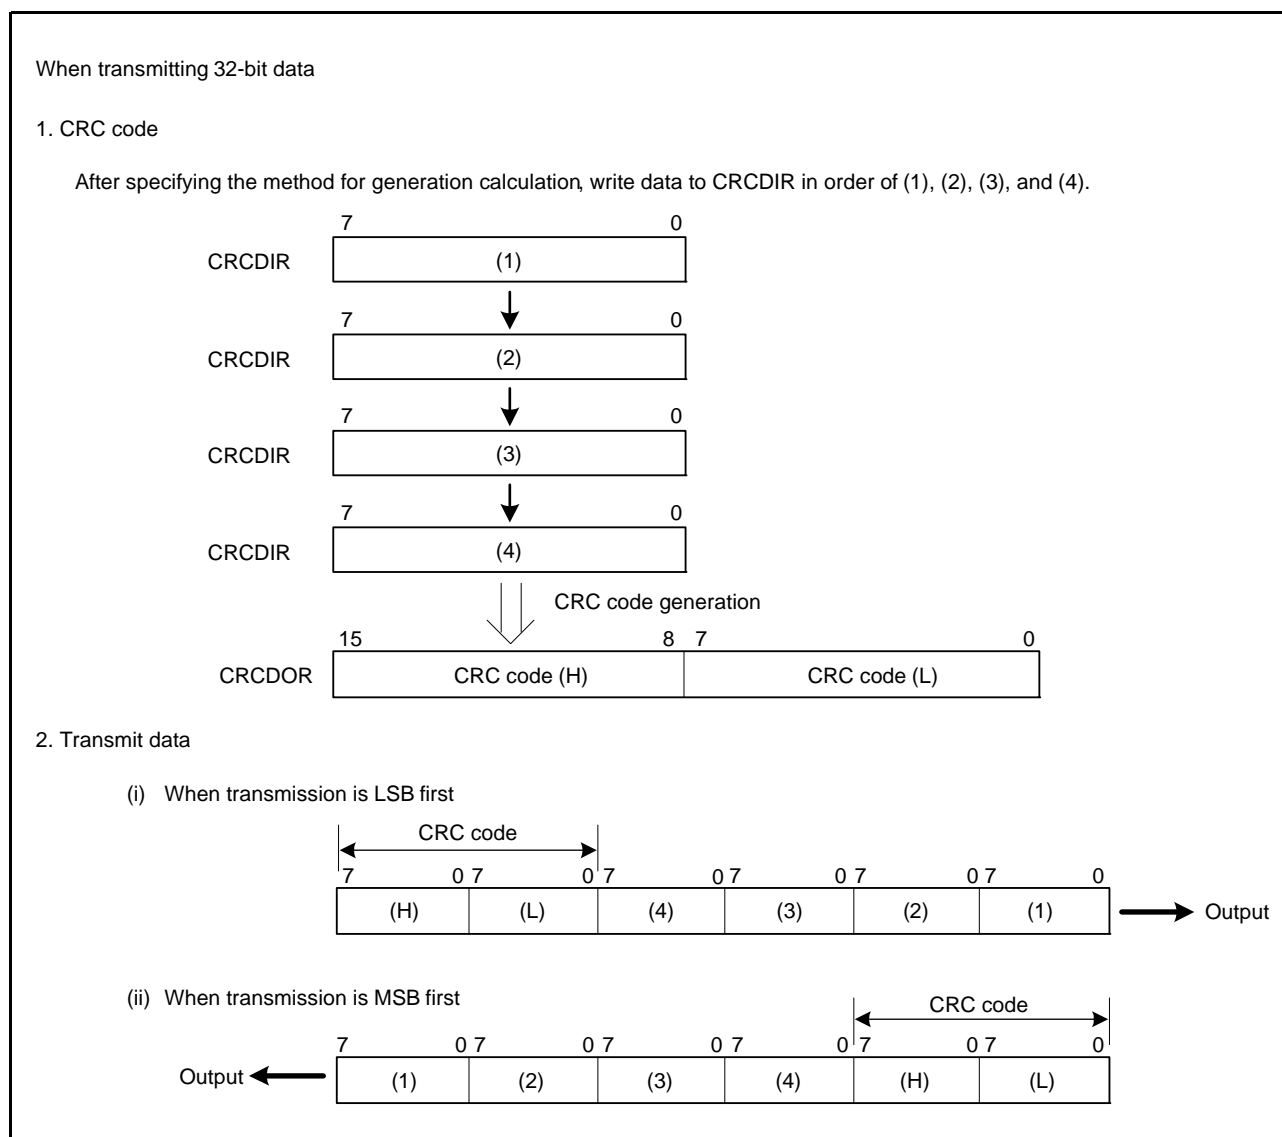 When transmitting 32-bit data
1. CRC code
After specifying the method for generation calculation, write data to CRCDIR in order of (1), (2), (3), and (4).
7 0
CRCDIR (1)
7 0
CRCDIR (2)
7 0
CRCDIR (3)
7 0
CRCDIR (4)
CRC code generation
15 8 7 0
CRCDOR CRC code (H) CRC code (L)
2. Transmit data
(i) When transmission is LSB first
CRC code
7 0 7 0 7 0 7 0 7 0 7 0
(H) (L) (4) (3) (2) (1) Output
(ii) When transmission is MSB first
CRC code
7 0 7 0 7 0 7 0 7 0 7 0
Output (1) (2) (3) (4) (H) (L)